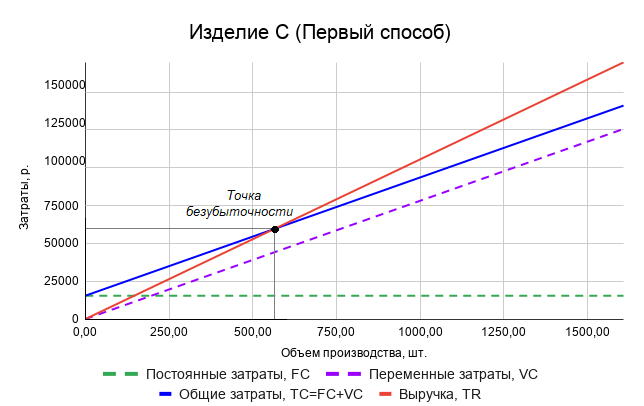 Изделие С (Первый способ)
150000
125000
100000
75000
50000
25000
0
Затраты, р.
Точка
безубыточности
0,00 250,00 500,00 750,00 1000,00 1250,00 1500,00
Объем производства, шт.
Постоянные затраты, FC Переменные затраты, VC
Общие затраты, TC=FC+VC Выручка, TR